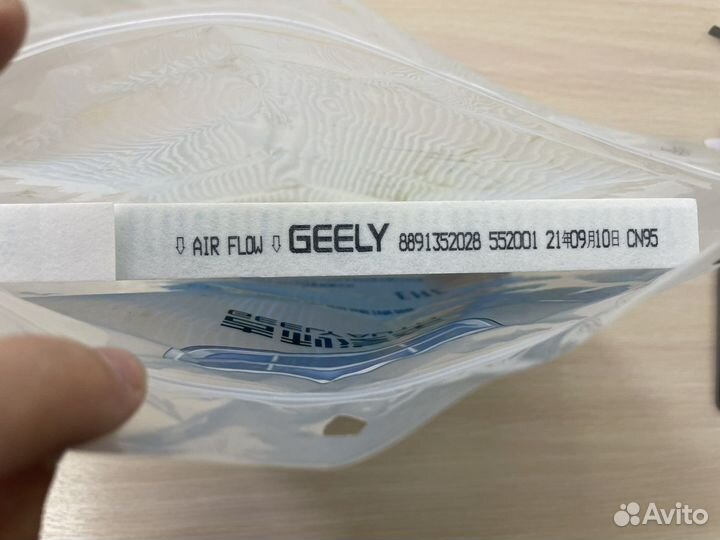 ⇩ AIR FLOW ⇩ GEELY 8891352028 552001 21年09月10日 CN95
Avito